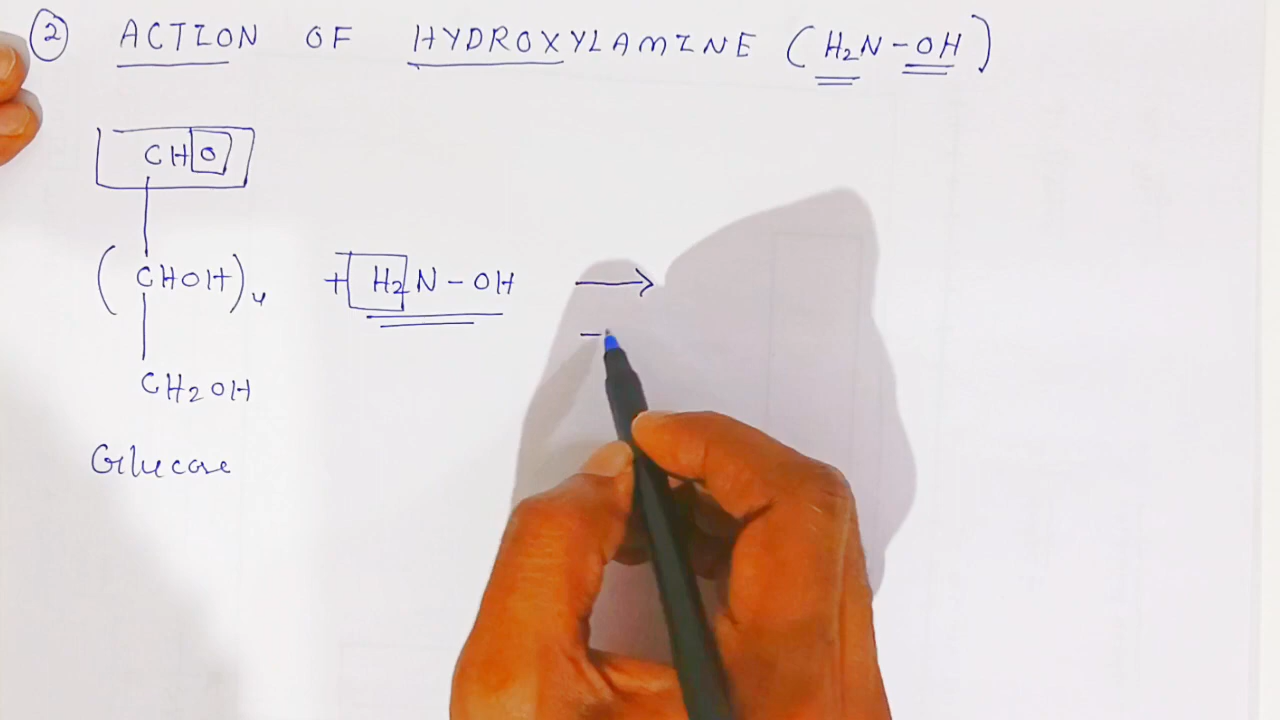 ② ACTION OF HYDROXYLAMINE (H₂N-OH)
CHO
(CHOH)₄ + H₂N-OH →
CH₂OH
Glucose